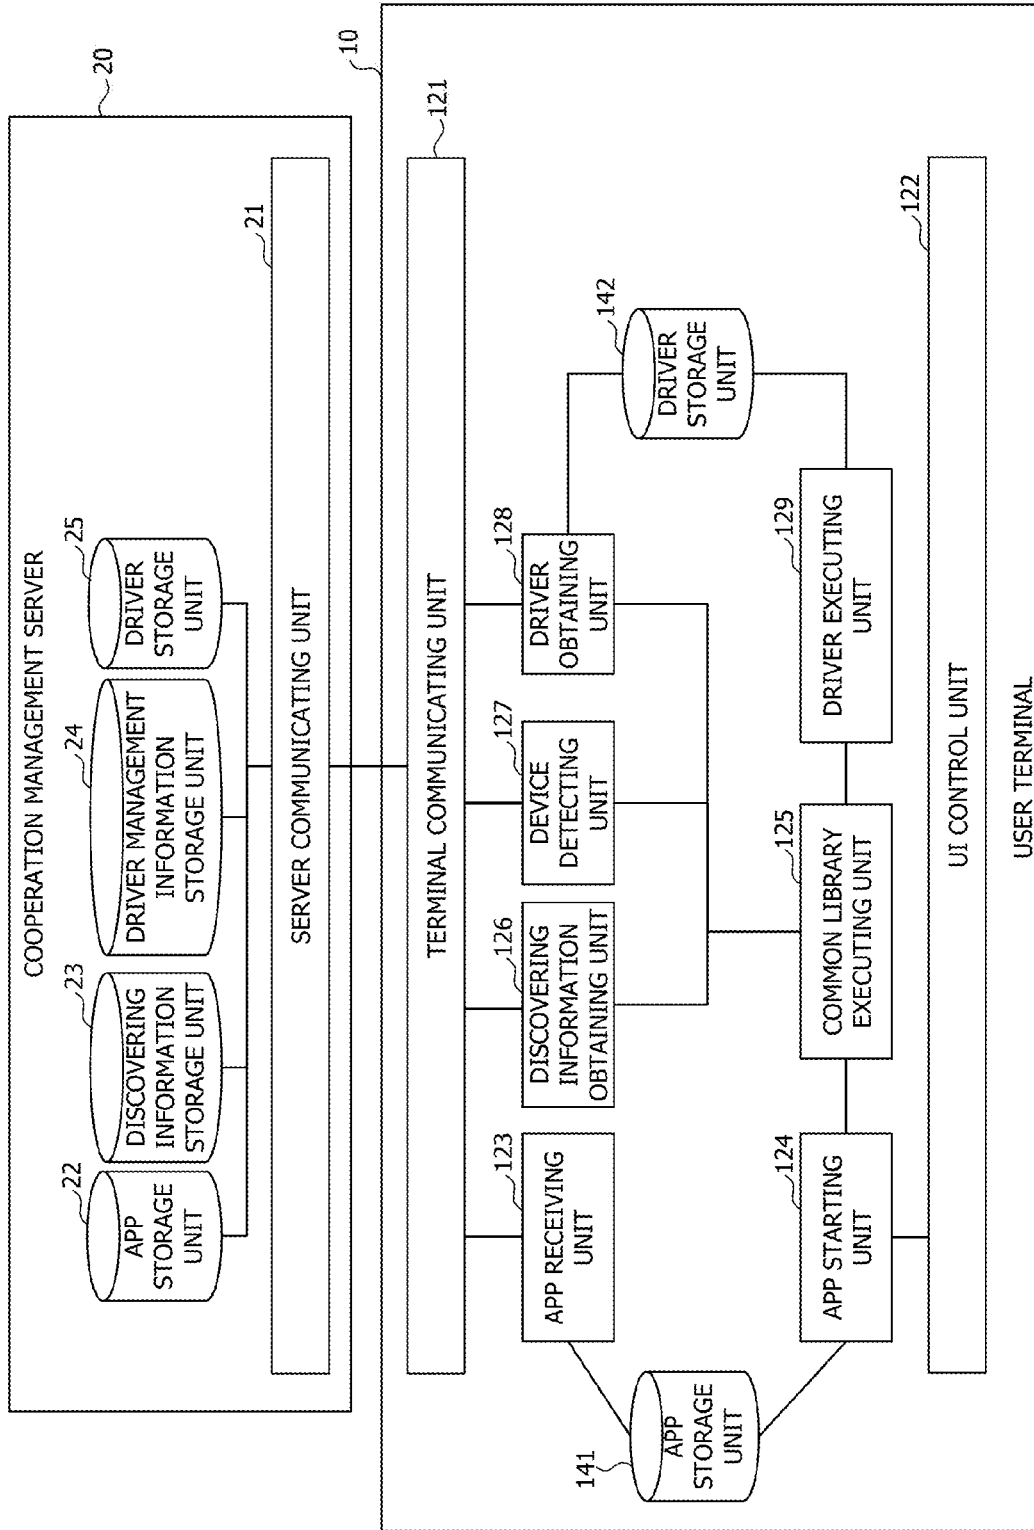 20
COOPERATION MANAGEMENT SERVER
22
APP
STORAGE
UNIT
23
DISCOVERING
INFORMATION
STORAGE UNIT
24
DRIVER MANAGEMENT
INFORMATION
STORAGE UNIT
25
DRIVER
STORAGE
UNIT
21
SERVER COMMUNICATING UNIT
10
121
TERMINAL COMMUNICATING UNIT
123
APP RECEIVING
UNIT
126
DISCOVERING
INFORMATION
OBTAINING UNIT
127
DEVICE
DETECTING
UNIT
128
DRIVER
OBTAINING
UNIT
141
APP
STORAGE
UNIT
142
DRIVER
STORAGE
UNIT
124
APP STARTING
UNIT
125
COMMON LIBRARY
EXECUTING UNIT
129
DRIVER EXECUTING
UNIT
122
UI CONTROL UNIT
USER TERMINAL